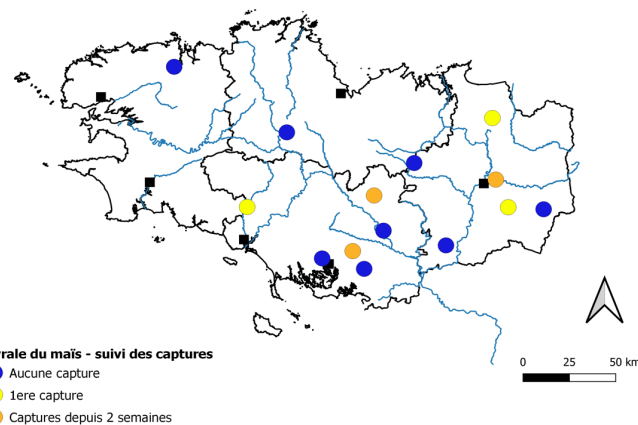 0 25 50 km
rale du maïs - suivi des captures
Aucune capture
1ere capture
Captures depuis 2 semaines